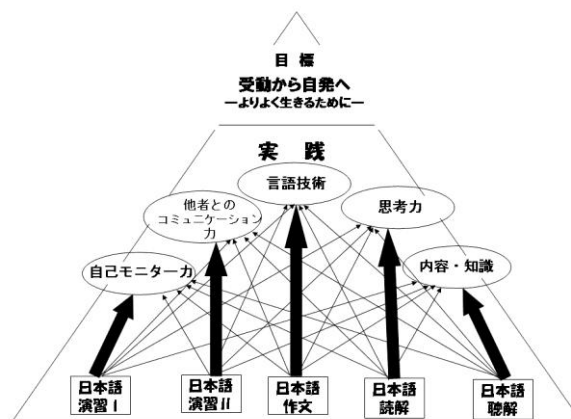 目 標
受動から自発へ
―よりよく生きるために―
実 践
言語技術
他者との
コミュニケーション
力
思考力
自己モニター力
内容・知識
日本語
演習Ⅰ
日本語
演習Ⅱ
日本語
作文
日本語
読解
日本語
聴解